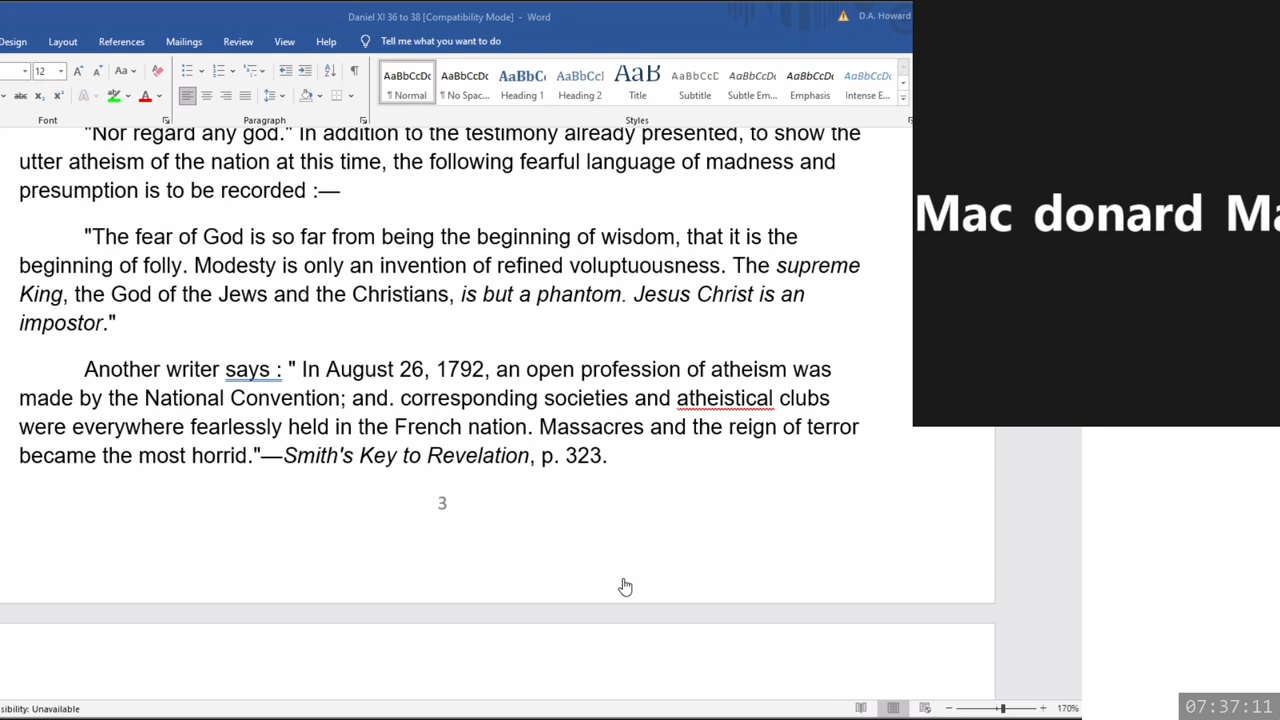 Daniel XI 36 to 38 [Compatibility Mode] - Word
D.A. Howard
Design Layout References Mailings Review View Help Tell me what you want to do
12 Aa
AaBbCcDc AaBbCcDc AaBbCc AaBbCcI AaB AaBbCcD AaBbCcDc AaBbCcDc AaBbCcDc
¶ Normal ¶ No Spac... Heading 1 Heading 2 Title Subtitle Subtle Em... Emphasis Intense E...
Font Paragraph Styles
"Nor regard any god." In addition to the testimony already presented, to show the
utter atheism of the nation at this time, the following fearful language of madness and
presumption is to be recorded :—
"The fear of God is so far from being the beginning of wisdom, that it is the
beginning of folly. Modesty is only an invention of refined voluptuousness. The supreme
King, the God of the Jews and the Christians, is but a phantom. Jesus Christ is an
impostor."
Another writer says : " In August 26, 1792, an open profession of atheism was
made by the National Convention; and. corresponding societies and atheistical clubs
were everywhere fearlessly held in the French nation. Massacres and the reign of terror
became the most horrid."—Smith's Key to Revelation, p. 323.
3
sibility: Unavailable
170%
Mac donard Ma
07:37:11